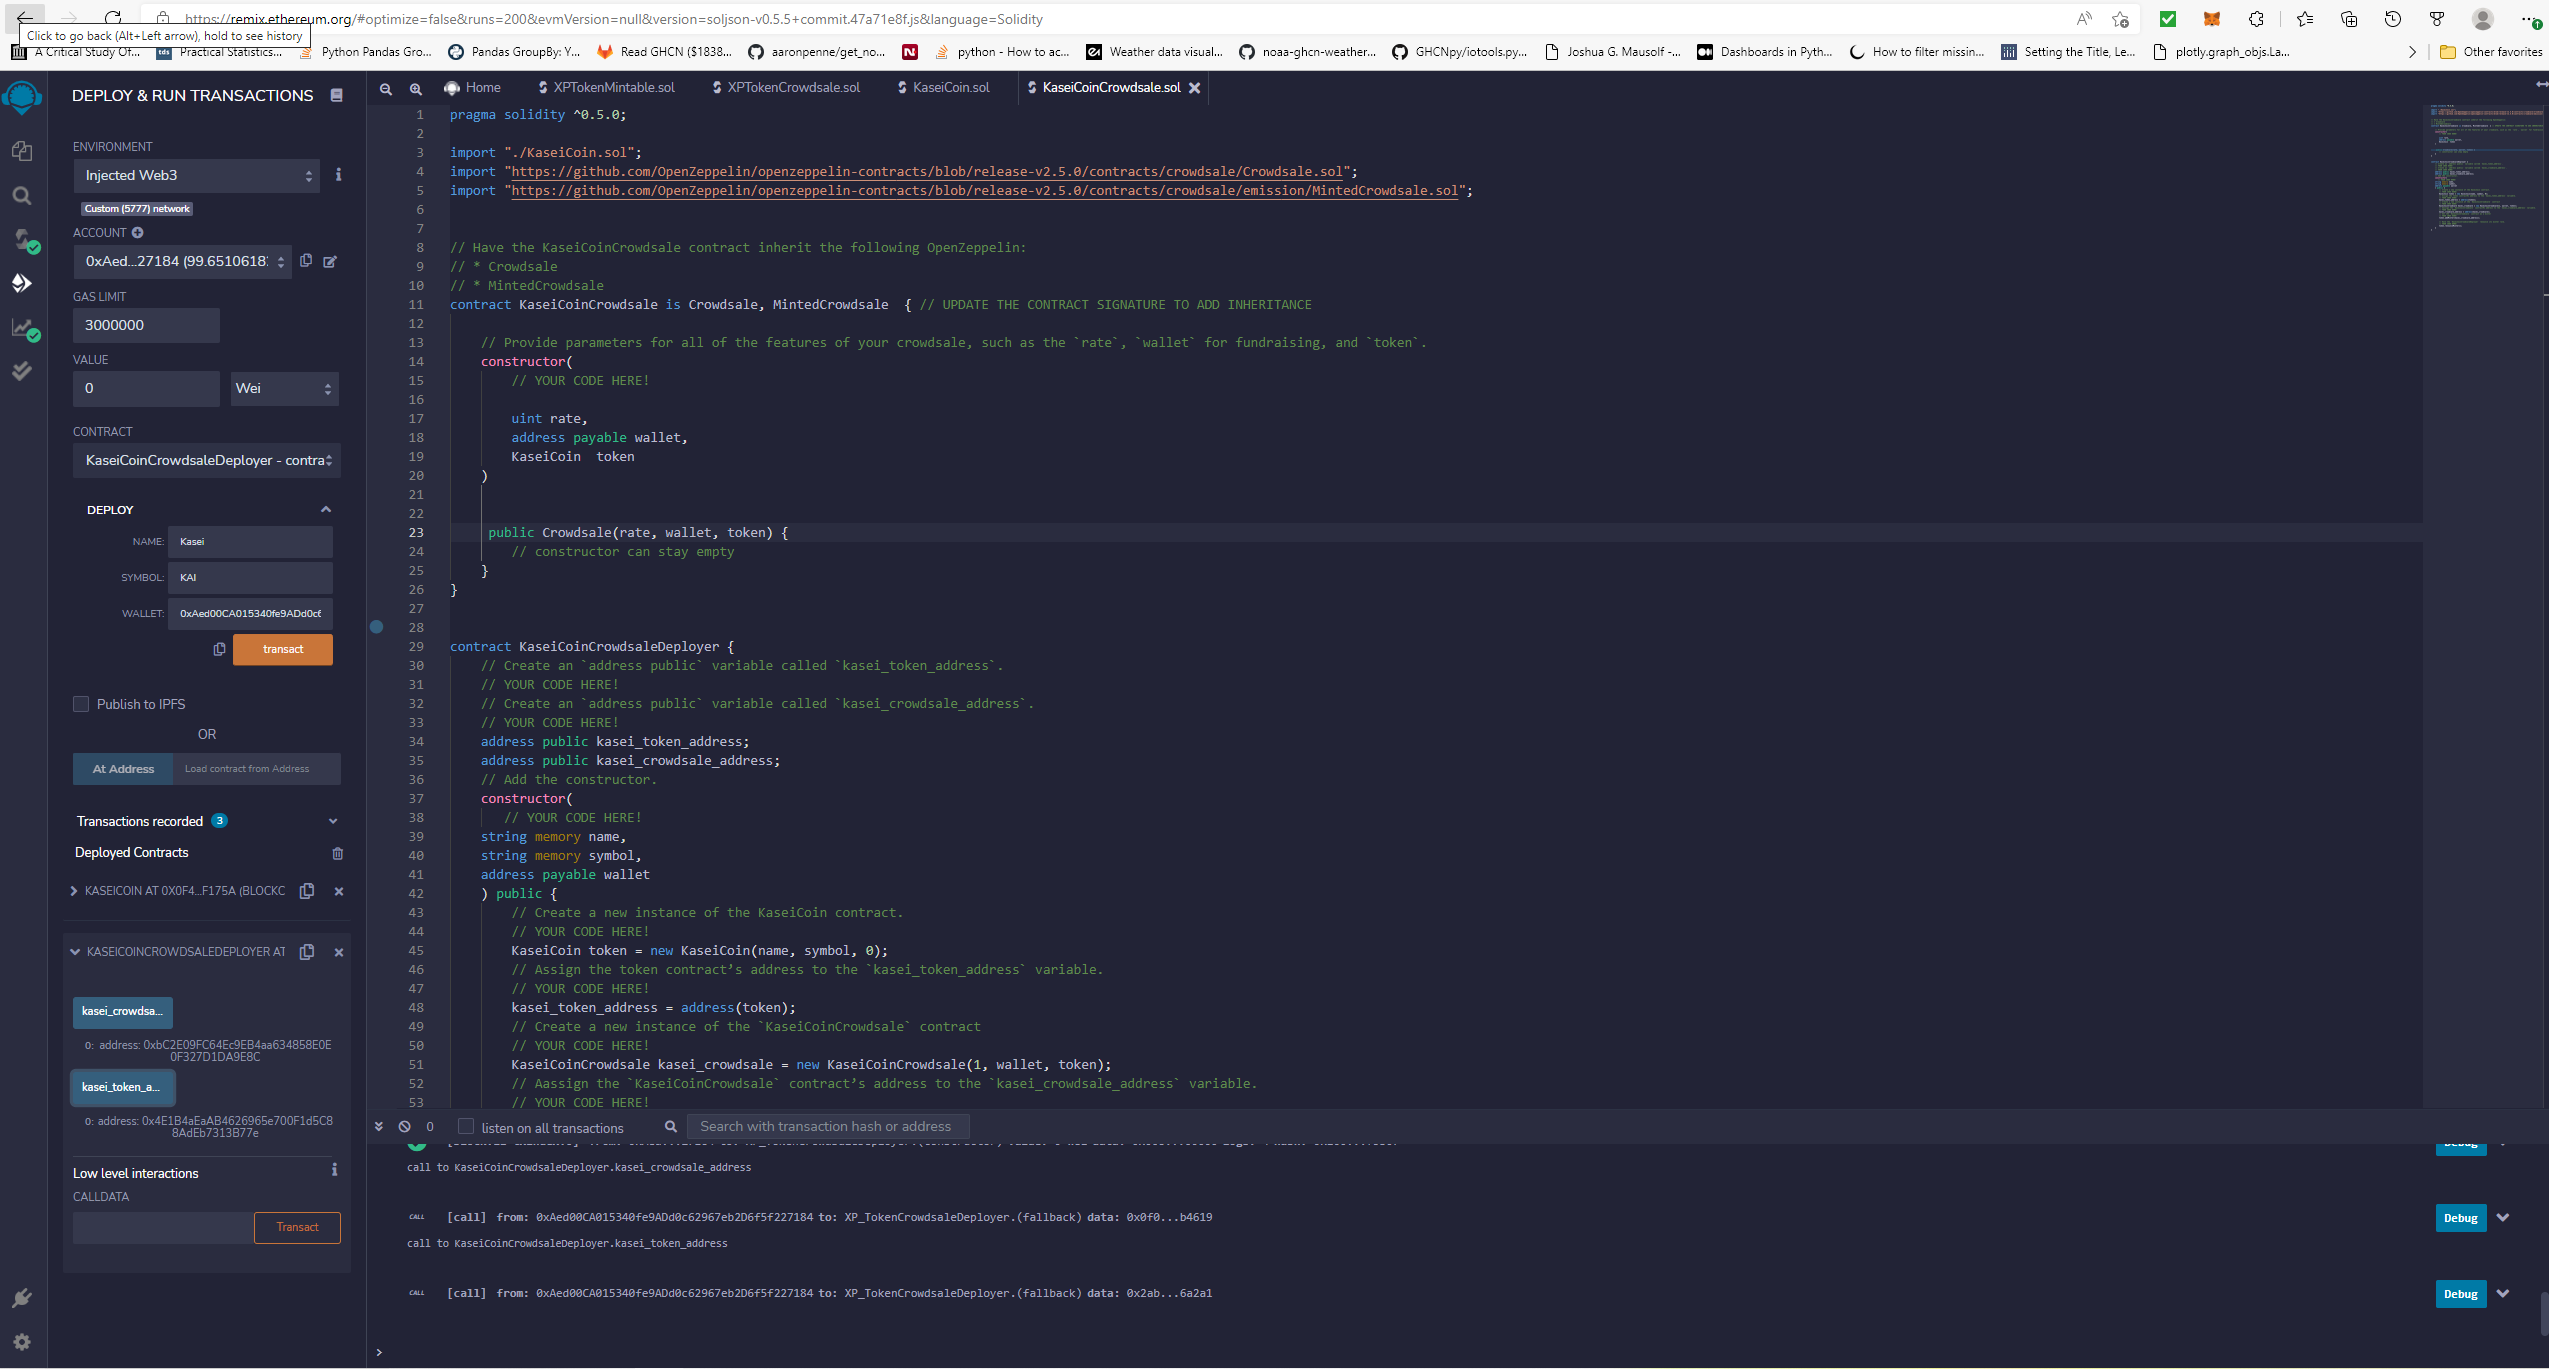 https://remix.ethereum.org/#optimize=false&runs=200&evmVersion=null&version=soljson-v0.5.5+commit.47a71e8f.js&language=Solidity
Click to go back (Alt+Left arrow), hold to see history
A Critical Study Of...
Practical Statistics...
Python Pandas Gro...
Pandas GroupBy: Y...
Read GHCN ($1838...
aaronpenne/get_no...
python - How to ac...
Weather data visual...
noaa-ghcn-weather...
GHCNpy/iotools.py...
Joshua G. Mausolf -...
Dashboards in Pyth...
How to filter missin...
Setting the Title, Le...
plotly.graph_objs.La...
Other favorites
DEPLOY & RUN TRANSACTIONS
ENVIRONMENT
Injected Web3
Custom (5777) network
ACCOUNT
0xAed...27184 (99.6510618
GAS LIMIT
3000000
VALUE
0
Wei
CONTRACT
KaseiCoinCrowdsaleDeployer - contra
DEPLOY
NAME: Kasei
SYMBOL: KAI
WALLET: 0xAed00CA015340fe9ADd0c6
transact
Publish to IPFS
OR
At Address
Load contract from Address
Transactions recorded 3
Deployed Contracts
KASEICOIN AT 0X0F4...F175A (BLOCKC
KASEICOINCROWDSALEDEPLOYER AT
kasei_crowdsa...
0: address: 0xbC2E09FC64Ec9EB4aa634858E0E
0F327D1DA9E8C
kasei_token_a...
0: address: 0x4E1B4aEaAB4626965e700F1d5C8
8AdEb7313B77e
Low level interactions
CALLDATA
Transact
Home
XPTokenMintable.sol
XPTokenCrowdsale.sol
KaseiCoin.sol
KaseiCoinCrowdsale.sol
1 pragma solidity ^0.5.0;
2
3 import "./KaseiCoin.sol";
4 import "https://github.com/OpenZeppelin/openzeppelin-contracts/blob/release-v2.5.0/contracts/crowdsale/Crowdsale.sol";
5 import "https://github.com/OpenZeppelin/openzeppelin-contracts/blob/release-v2.5.0/contracts/crowdsale/emission/MintedCrowdsale.sol";
6
7
8 // Have the KaseiCoinCrowdsale contract inherit the following OpenZeppelin:
9 // * Crowdsale
10 // * MintedCrowdsale
11 contract KaseiCoinCrowdsale is Crowdsale, MintedCrowdsale  { // UPDATE THE CONTRACT SIGNATURE TO ADD INHERITANCE
12
13 // Provide parameters for all of the features of your crowdsale, such as the `rate`, `wallet` for fundraising, and `token`.
14 constructor(
15 // YOUR CODE HERE!
16
17 uint rate,
18 address payable wallet,
19 KaseiCoin  token
20 )
21
22
23 public Crowdsale(rate, wallet, token) {
24 // constructor can stay empty
25 }
26 }
27
28
29 contract KaseiCoinCrowdsaleDeployer {
30 // Create an `address public` variable called `kasei_token_address`.
31 // YOUR CODE HERE!
32 // Create an `address public` variable called `kasei_crowdsale_address`.
33 // YOUR CODE HERE!
34 address public kasei_token_address;
35 address public kasei_crowdsale_address;
36 // Add the constructor.
37 constructor(
38 // YOUR CODE HERE!
39 string memory name,
40 string memory symbol,
41 address payable wallet
42 ) public {
43 // Create a new instance of the KaseiCoin contract.
44 // YOUR CODE HERE!
45 KaseiCoin token = new KaseiCoin(name, symbol, 0);
46 // Assign the token contract’s address to the `kasei_token_address` variable.
47 // YOUR CODE HERE!
48 kasei_token_address = address(token);
49 // Create a new instance of the `KaseiCoinCrowdsale` contract
50 // YOUR CODE HERE!
51 KaseiCoinCrowdsale kasei_crowdsale = new KaseiCoinCrowdsale(1, wallet, token);
52 // Aassign the `KaseiCoinCrowdsale` contract’s address to the `kasei_crowdsale_address` variable.
53 // YOUR CODE HERE!
0
listen on all transactions
Search with transaction hash or address
Debug
call to KaseiCoinCrowdsaleDeployer.kasei_crowdsale_address
CALL [call] from: 0xAed00CA015340fe9ADd0c62967eb2D6f5f227184 to: XP_TokenCrowdsaleDeployer.(fallback) data: 0x0f0...b4619
Debug
call to KaseiCoinCrowdsaleDeployer.kasei_token_address
CALL [call] from: 0xAed00CA015340fe9ADd0c62967eb2D6f5f227184 to: XP_TokenCrowdsaleDeployer.(fallback) data: 0x2ab...6a2a1
Debug
>